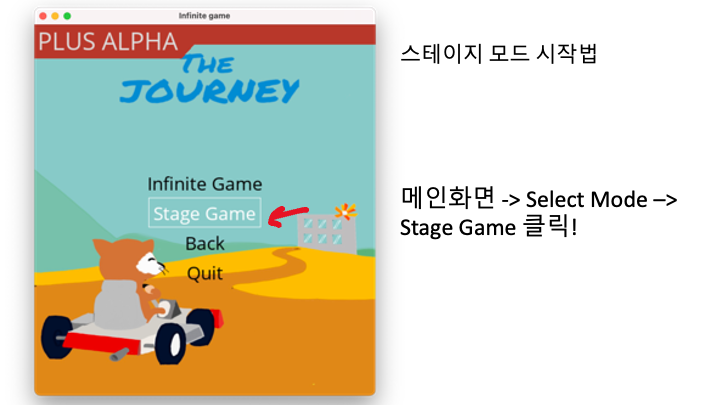 Infinite game
PLUS ALPHA
THE
JOURNEY
Infinite Game
Stage Game
Back
Quit
스테이지 모드 시작법
메인화면 -> Select Mode –>
Stage Game 클릭!